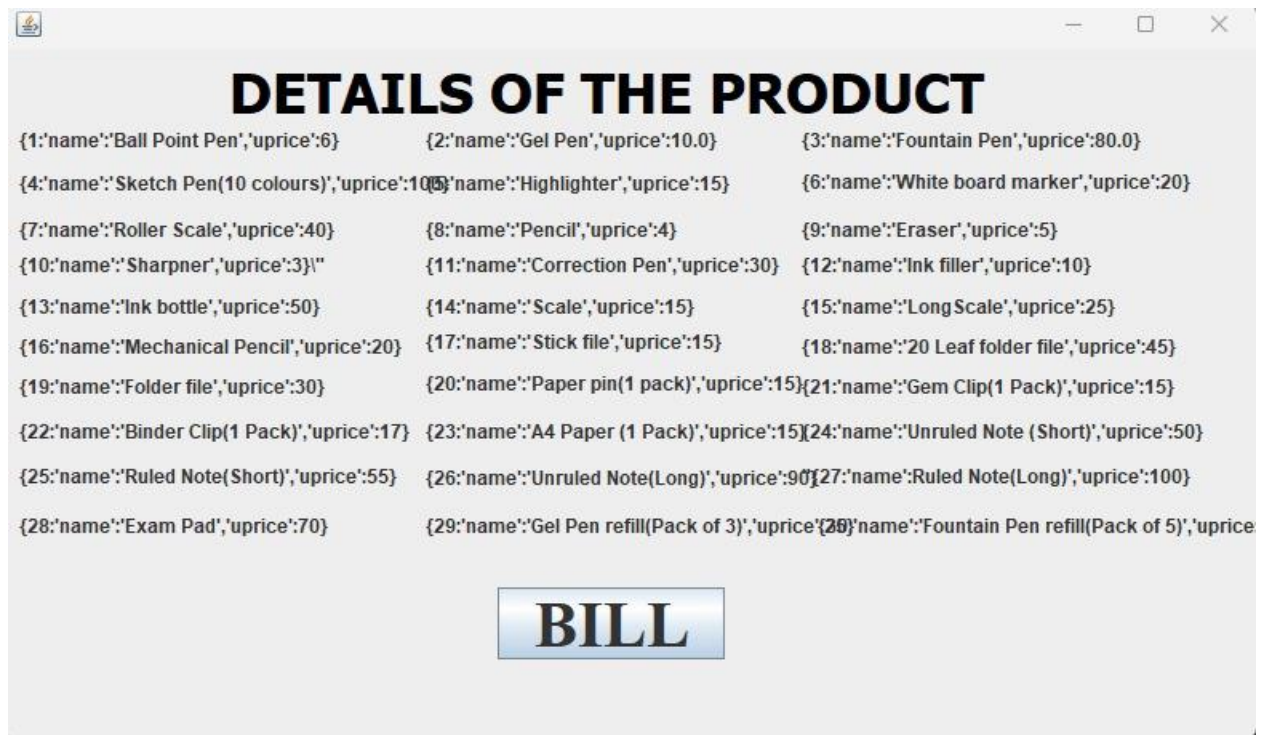 DETAILS OF THE PRODUCT
{1:'name':'Ball Point Pen','uprice':6} {2:'name':'Gel Pen','uprice':10.0} {3:'name':'Fountain Pen','uprice':80.0}
{4:'name':'Sketch Pen(10 colours)','uprice': 'name':'Highlighter','uprice':15} {6:'name':'White board marker','uprice':20}
{7:'name':'Roller Scale','uprice':40} {8:'name':'Pencil','uprice':4} {9:'name':'Eraser','uprice':5}
{10:'name':'Sharpner','uprice':3}\" {11:'name':'Correction Pen','uprice':30} {12:'name':'Ink filler','uprice':10}
{13:'name':'Ink bottle','uprice':50} {14:'name':'Scale','uprice':15} {15:'name':'Long Scale','uprice':25}
{16:'name':'Mechanical Pencil','uprice':20} {17:'name':'Stick file','uprice':15} {18:'name':'20 Leaf folder file','uprice':45}
{19:'name':'Folder file','uprice':30} {20:'name':'Paper pin(1 pack)','uprice':15} {21:'name':'Gem Clip(1 Pack)','uprice':15}
{22:'name':'Binder Clip(1 Pack)','uprice':17} {23:'name':'A4 Paper (1 Pack)','uprice':15 {24:'name':'Unruled Note (Short)','uprice':50}
{25:'name':'Ruled Note(Short)','uprice':55} {26:'name':'Unruled Note(Long)','uprice':90 {27:'name':Ruled Note(Long)','uprice':100}
{28:'name':'Exam Pad','uprice':70} {29:'name':'Gel Pen refill(Pack of 3)','uprice' 'name':'Fountain Pen refill(Pack of 5)','uprice:
BILL